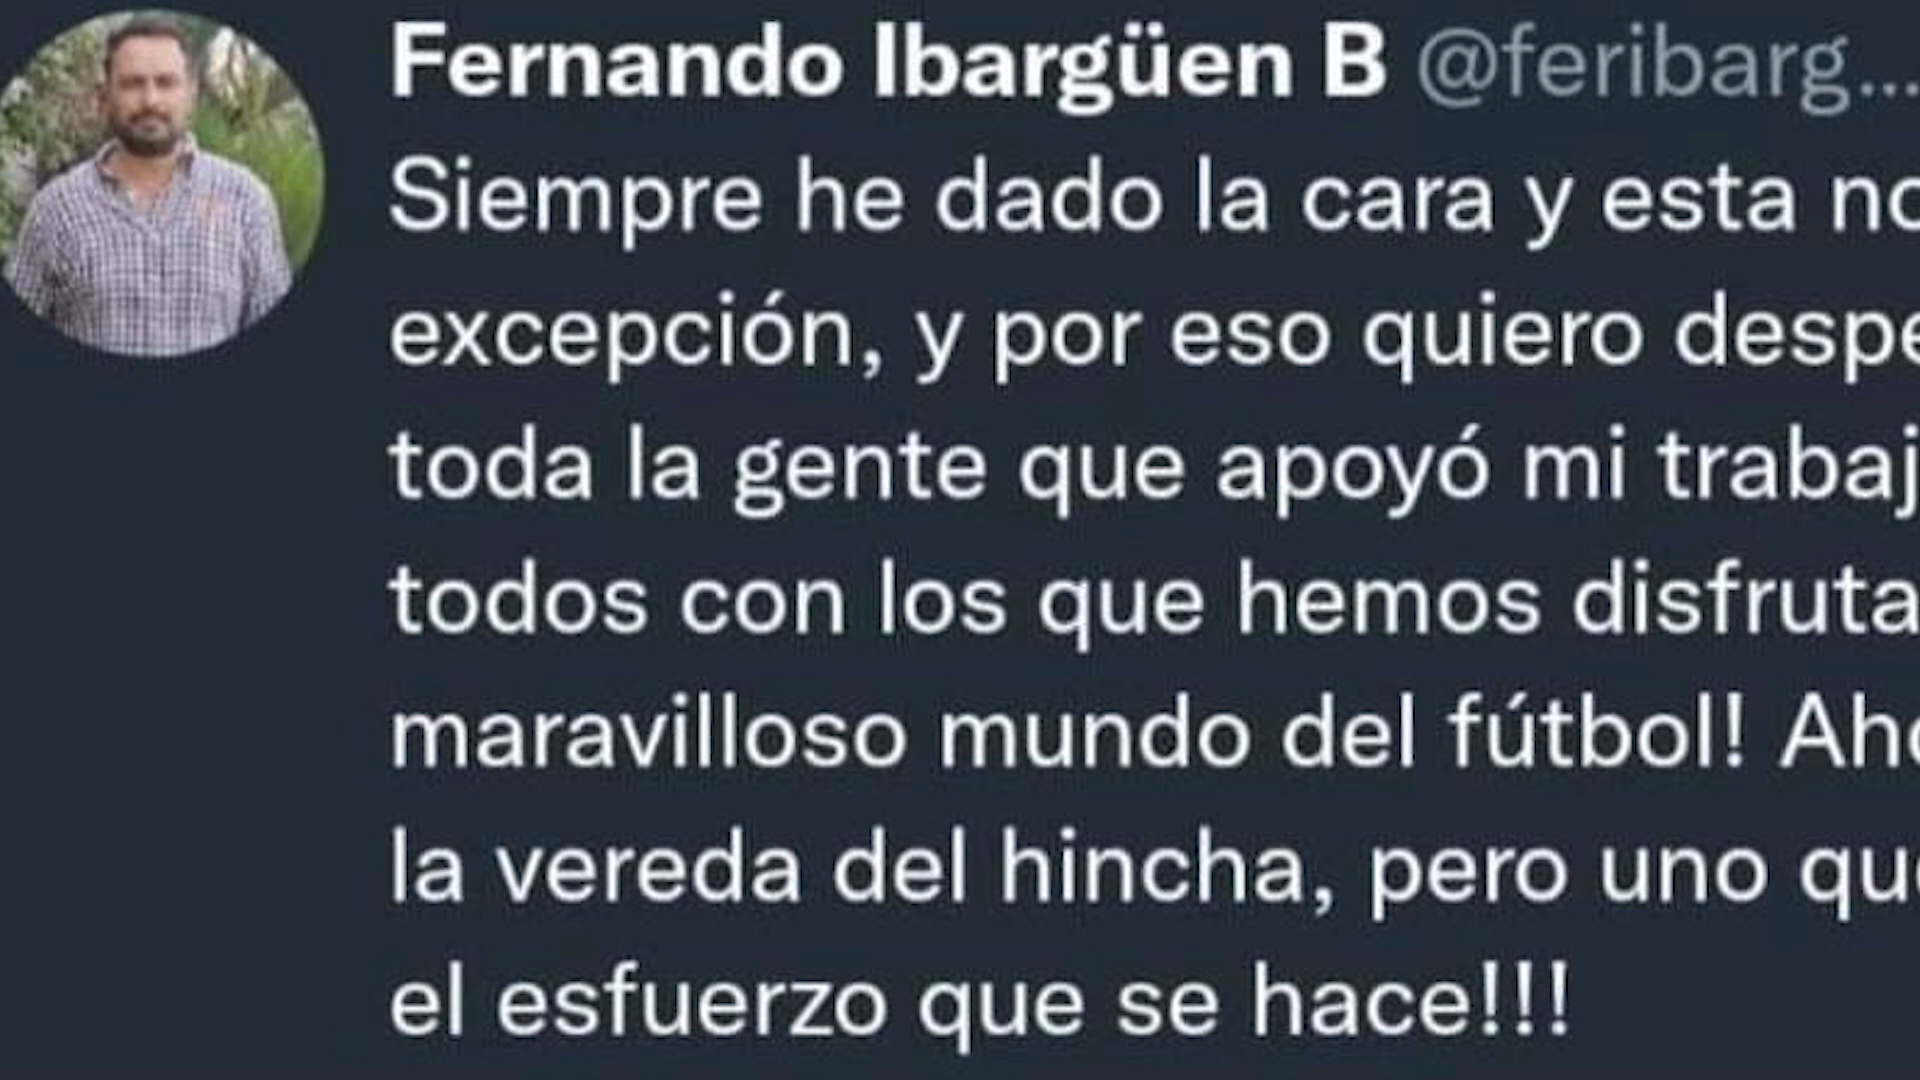 Fernando Ibargüen B @feribarg...
Siempre he dado la cara y esta no
excepción, y por eso quiero despe
toda la gente que apoyó mi trabaj
todos con los que hemos disfruta
maravilloso mundo del fútbol! Aho
la vereda del hincha, pero uno que
el esfuerzo que se hace!!!